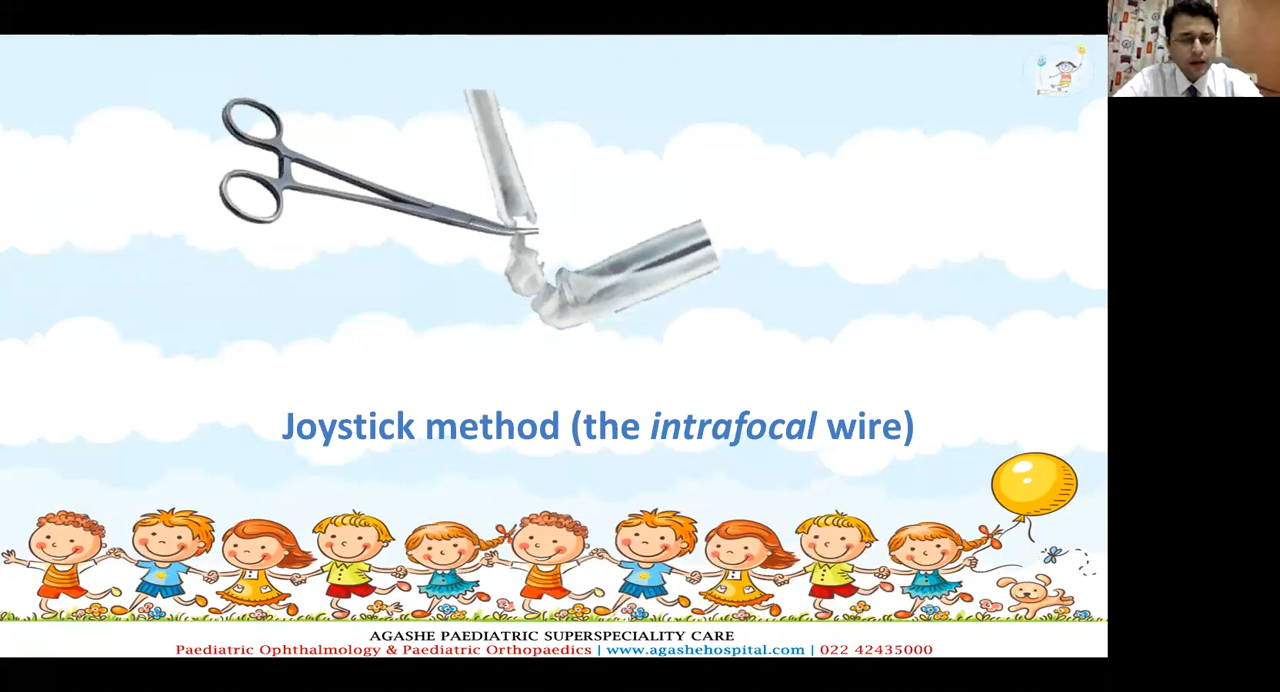 Joystick method (the intrafocal wire)
AGASHE PAEDIATRIC SUPERSPECIALITY CARE
Paediatric Ophthalmology & Paediatric Orthopaedics | www.agashehospital.com | 022 42435000